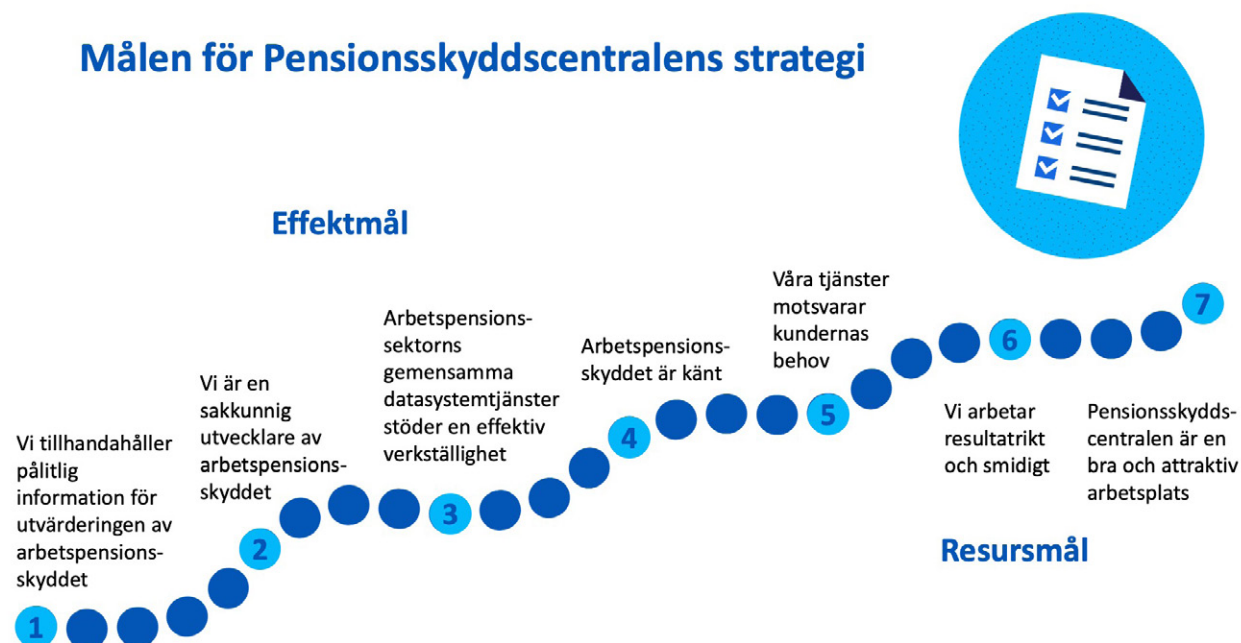 Målen för Pensionsskyddscentralens strategi
Effektmål
Vi tillhandahåller
pålitlig
information för
utvärderingen av
arbetspensions-
skyddet
1
Vi är en
sakkunnig
utvecklare av
arbetspensions-
skyddet
2
Arbetspensions-
sektorns
gemensamma
datasystemtjänster
stöder en effektiv
verkställighet
3
Arbetspensions-
skyddet är känt
4
Våra tjänster
motsvarar
kundernas
behov
5
6
Vi arbetar
resultatrikt
och smidigt
7
Pensionsskydds-
centralen är en
bra och attraktiv
arbetsplats
Resursmål